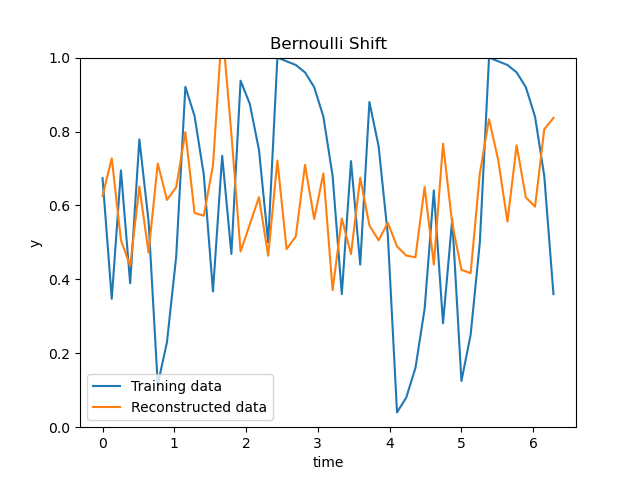 Bernoulli Shift
1.0
0.8
0.6
0.4
0.2
0.0
y
Training data
Reconstructed data
0 1 2 3 4 5 6
time